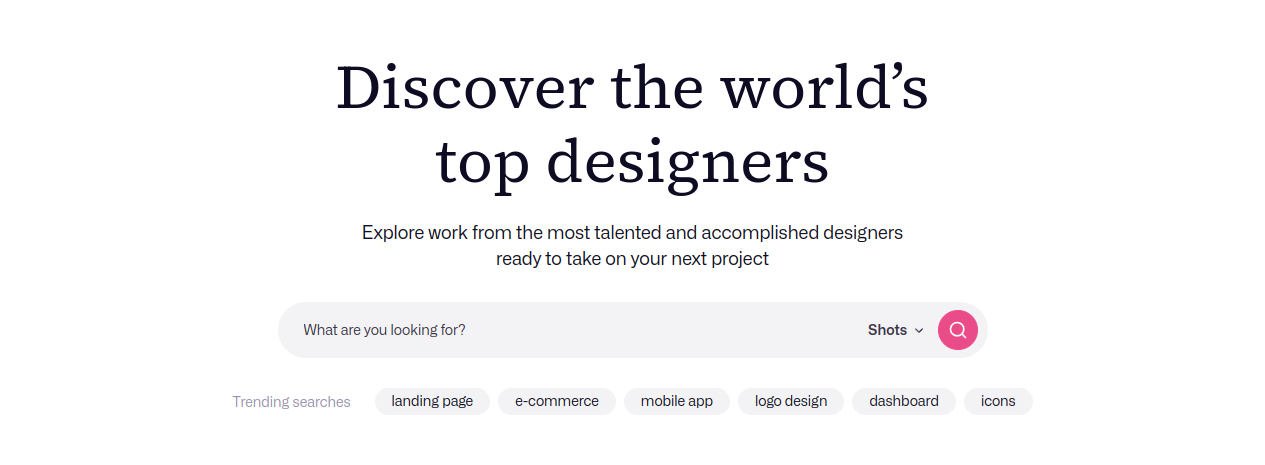 Discover the world’s
top designers
Explore work from the most talented and accomplished designers
ready to take on your next project
What are you looking for? Shots
Trending searches landing page e-commerce mobile app logo design dashboard icons